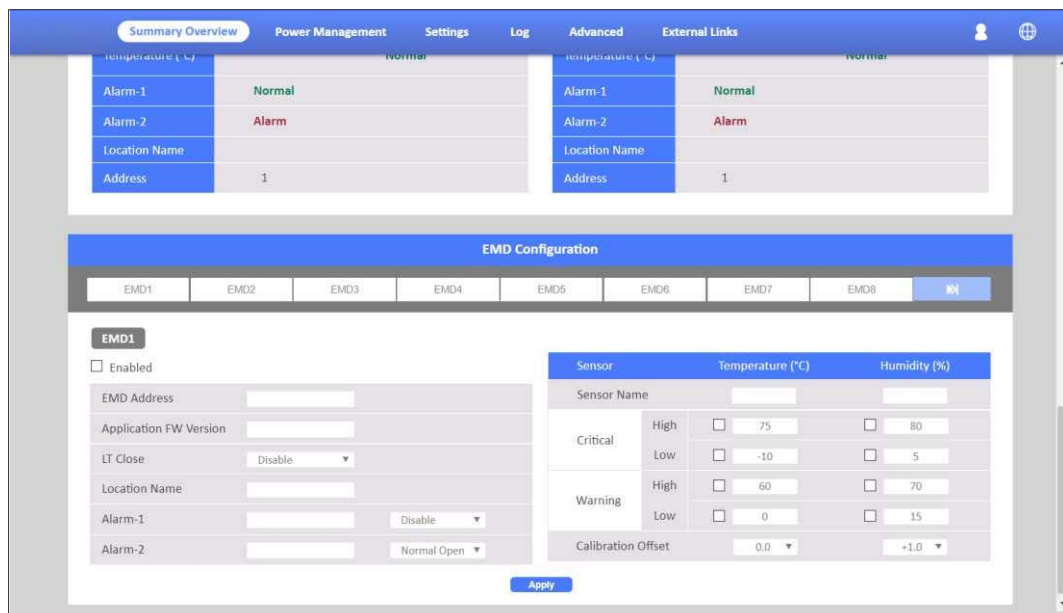 Summary Overview Power Management Settings Log Advanced External Links
Temperature (°C) Normal Temperature (°C) Normal
Alarm-1 Normal Alarm-1 Normal
Alarm-2 Alarm Alarm-2 Alarm
Location Name Location Name
Address 1 Address 1
EMD Configuration
EMD1 EMD2 EMD3 EMD4 EMD5 EMD6 EMD7 EMD8
EMD1
Enabled
EMD Address
Application FW Version
LT Close Disable
Location Name
Alarm-1 Disable
Alarm-2 Normal Open
Sensor Temperature (°C) Humidity (%)
Sensor Name
Critical
High 75 80
Low -10 5
Warning
High 60 70
Low 0 15
Calibration Offset 0.0 +1.0
Apply